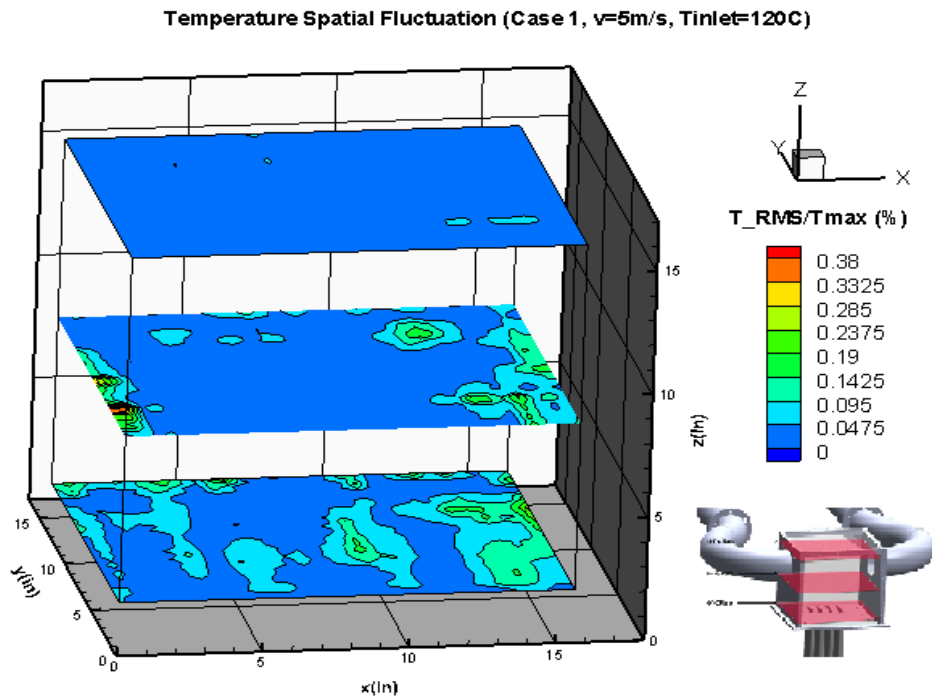 Temperature Spatial Fluctuation (Case 1, v=5m/s, Tinlet=120C)
Z
Y
X
T_RMS/Tmax (%)
0.38
0.3325
0.285
0.2375
0.19
0.1425
0.095
0.0475
0
15
10
5
0
z(in)
15
10
5
0
y(in)
0
5
10
15
x(in)